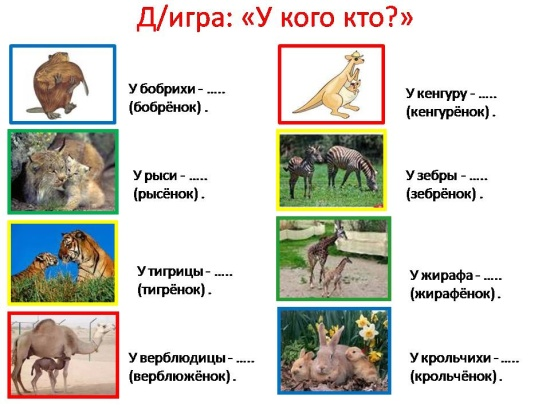 Д/игра: «У кого кто?»
У бобрихи - .....
(бобрёнок) .
У рыси - .....
(рысёнок) .
У тигрицы - .....
(тигрёнок) .
У верблюдицы - .....
(верблюжёнок) .
У кенгуру - .....
(кенгурёнок) .
У зебры - .....
(зебрёнок) .
У жирафа - .....
(жирафёнок) .
У крольчихи - .....
(крольчёнок) .